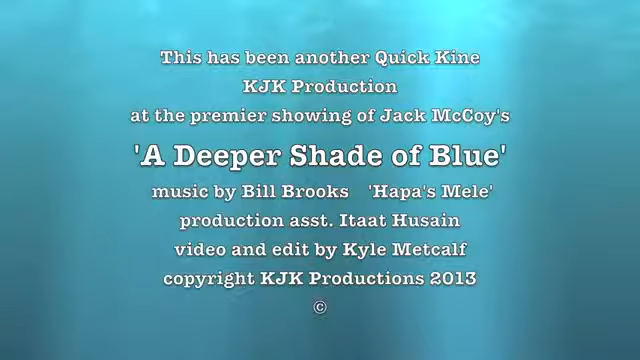 This has been another Quick Kine
KJK Production
at the premier showing of Jack McCoy's
'A Deeper Shade of Blue'
music by Bill Brooks 'Hapa's Mele'
production asst. Itaat Husain
video and edit by Kyle Metcalf
copyright KJK Productions 2013
©